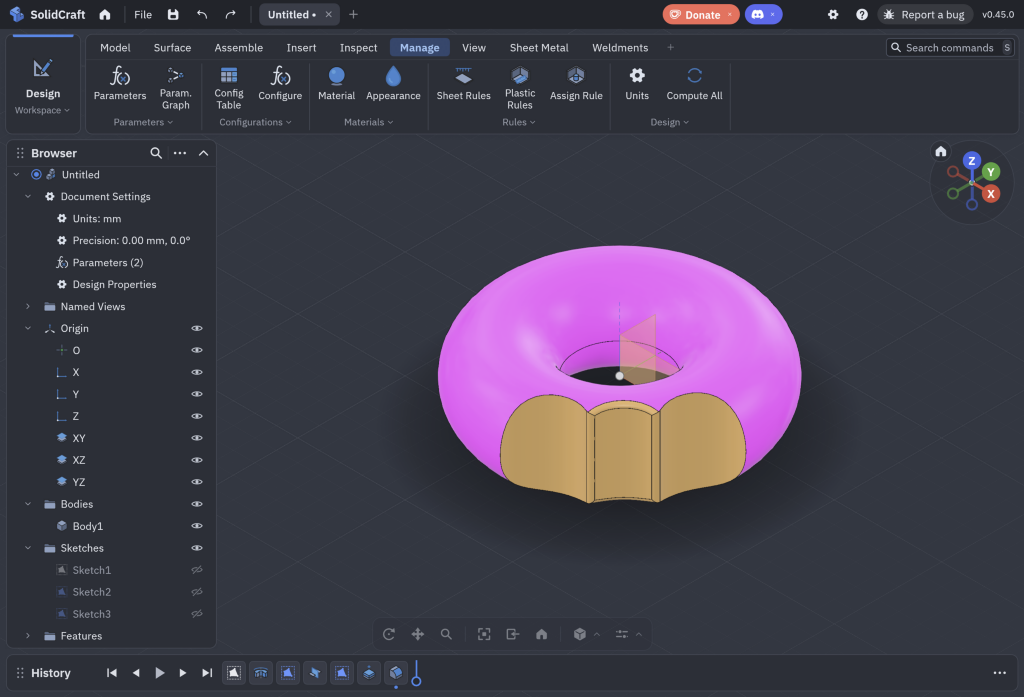 SolidCraft
File
Untitled •
Donate
Report a bug
v0.45.0
Design
Workspace
Model
Surface
Assemble
Insert
Inspect
Manage
View
Sheet Metal
Weldments
Search commands
S
Parameters
Param. Graph
Config Table
Configure
Material
Appearance
Sheet Rules
Plastic Rules
Assign Rule
Units
Compute All
Parameters
Configurations
Materials
Rules
Design
Browser
Untitled
Document Settings
Units: mm
Precision: 0.00 mm, 0.0°
Parameters (2)
Design Properties
Named Views
Origin
O
X
Y
Z
XY
XZ
YZ
Bodies
Body1
Sketches
Sketch1
Sketch2
Sketch3
Features
Z
Y
X
History